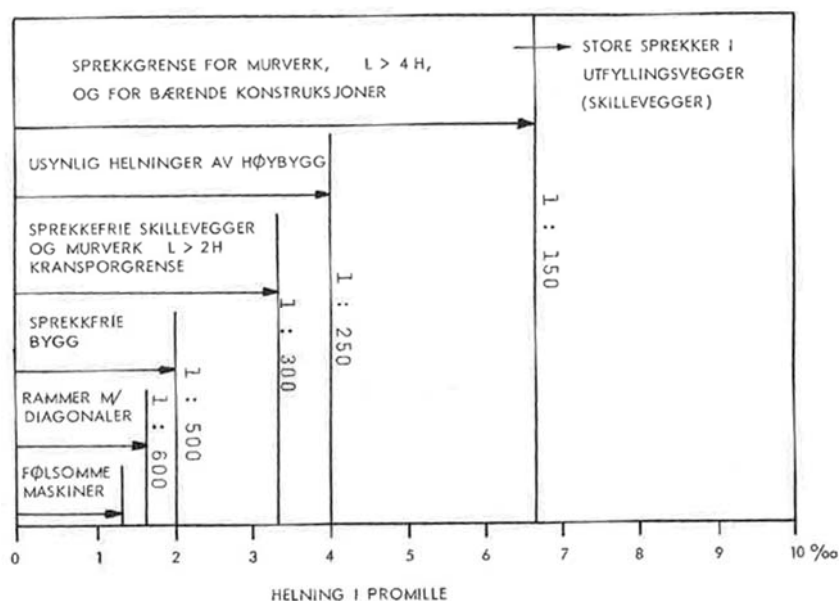 SPREKKGRENSE FOR MURVERK, L > 4 H,
OG FOR BÆRENDE KONSTRUKSJONER
STORE SPREKKER I
UTFYLLINGSVEGGER
(SKILLEVEGGER)
USYNLIG HELNINGER AV HØYBYGG
SPREKKEFRIE SKILLEVEGGER
OG MURVERK L > 2H
KRANSPORGRENSE
SPREKKFRIE
BYGG
RAMMER M/
DIAGONALER
FØLSOMME
MASKINER
1 : 600
1 : 500
1 : 300
1 : 250
1 : 150
0 1 2 3 4 5 6 7 8 9 10 ‰
HELNING I PROMILLE